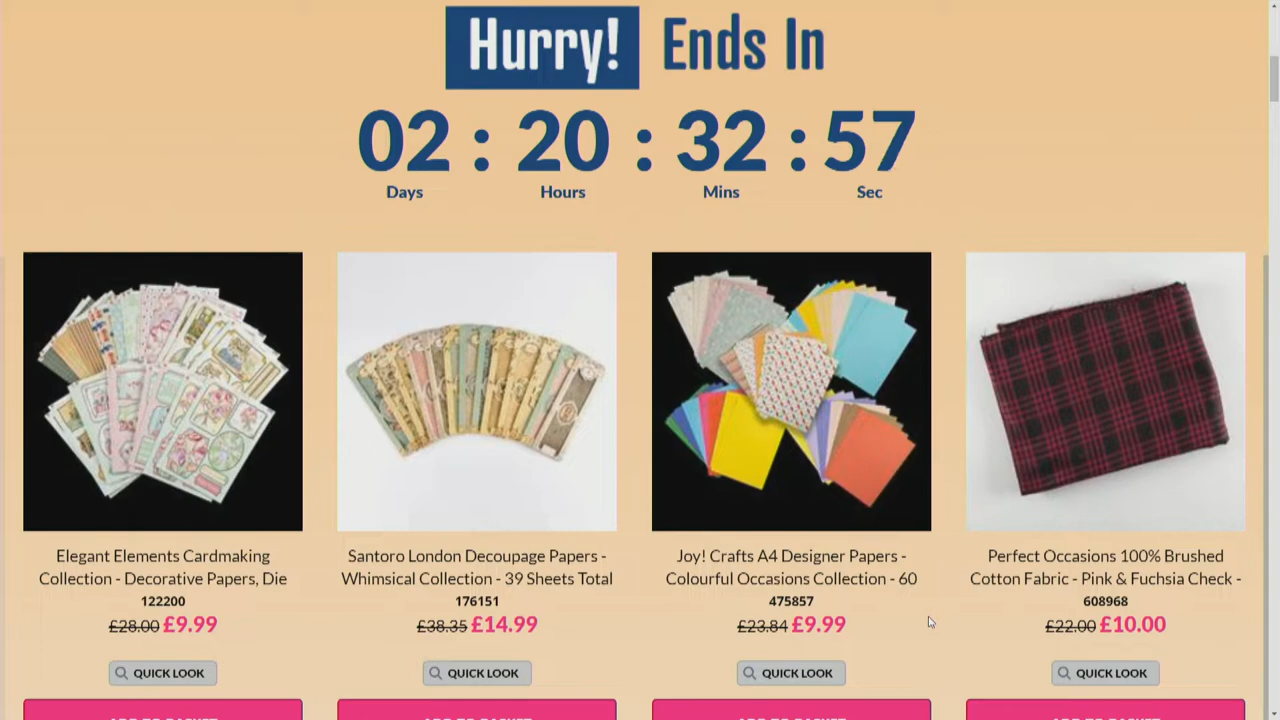 Hurry! Ends In
02 : 20 : 32 : 57
Days Hours Mins Sec
Elegant Elements Cardmaking
Collection - Decorative Papers, Die
122200
£28.00 £9.99
QUICK LOOK
Santoro London Decoupage Papers -
Whimsical Collection - 39 Sheets Total
176151
£38.35 £14.99
QUICK LOOK
Joy! Crafts A4 Designer Papers -
Colourful Occasions Collection - 60
475857
£23.84 £9.99
QUICK LOOK
Perfect Occasions 100% Brushed
Cotton Fabric - Pink & Fuchsia Check -
608968
£22.00 £10.00
QUICK LOOK